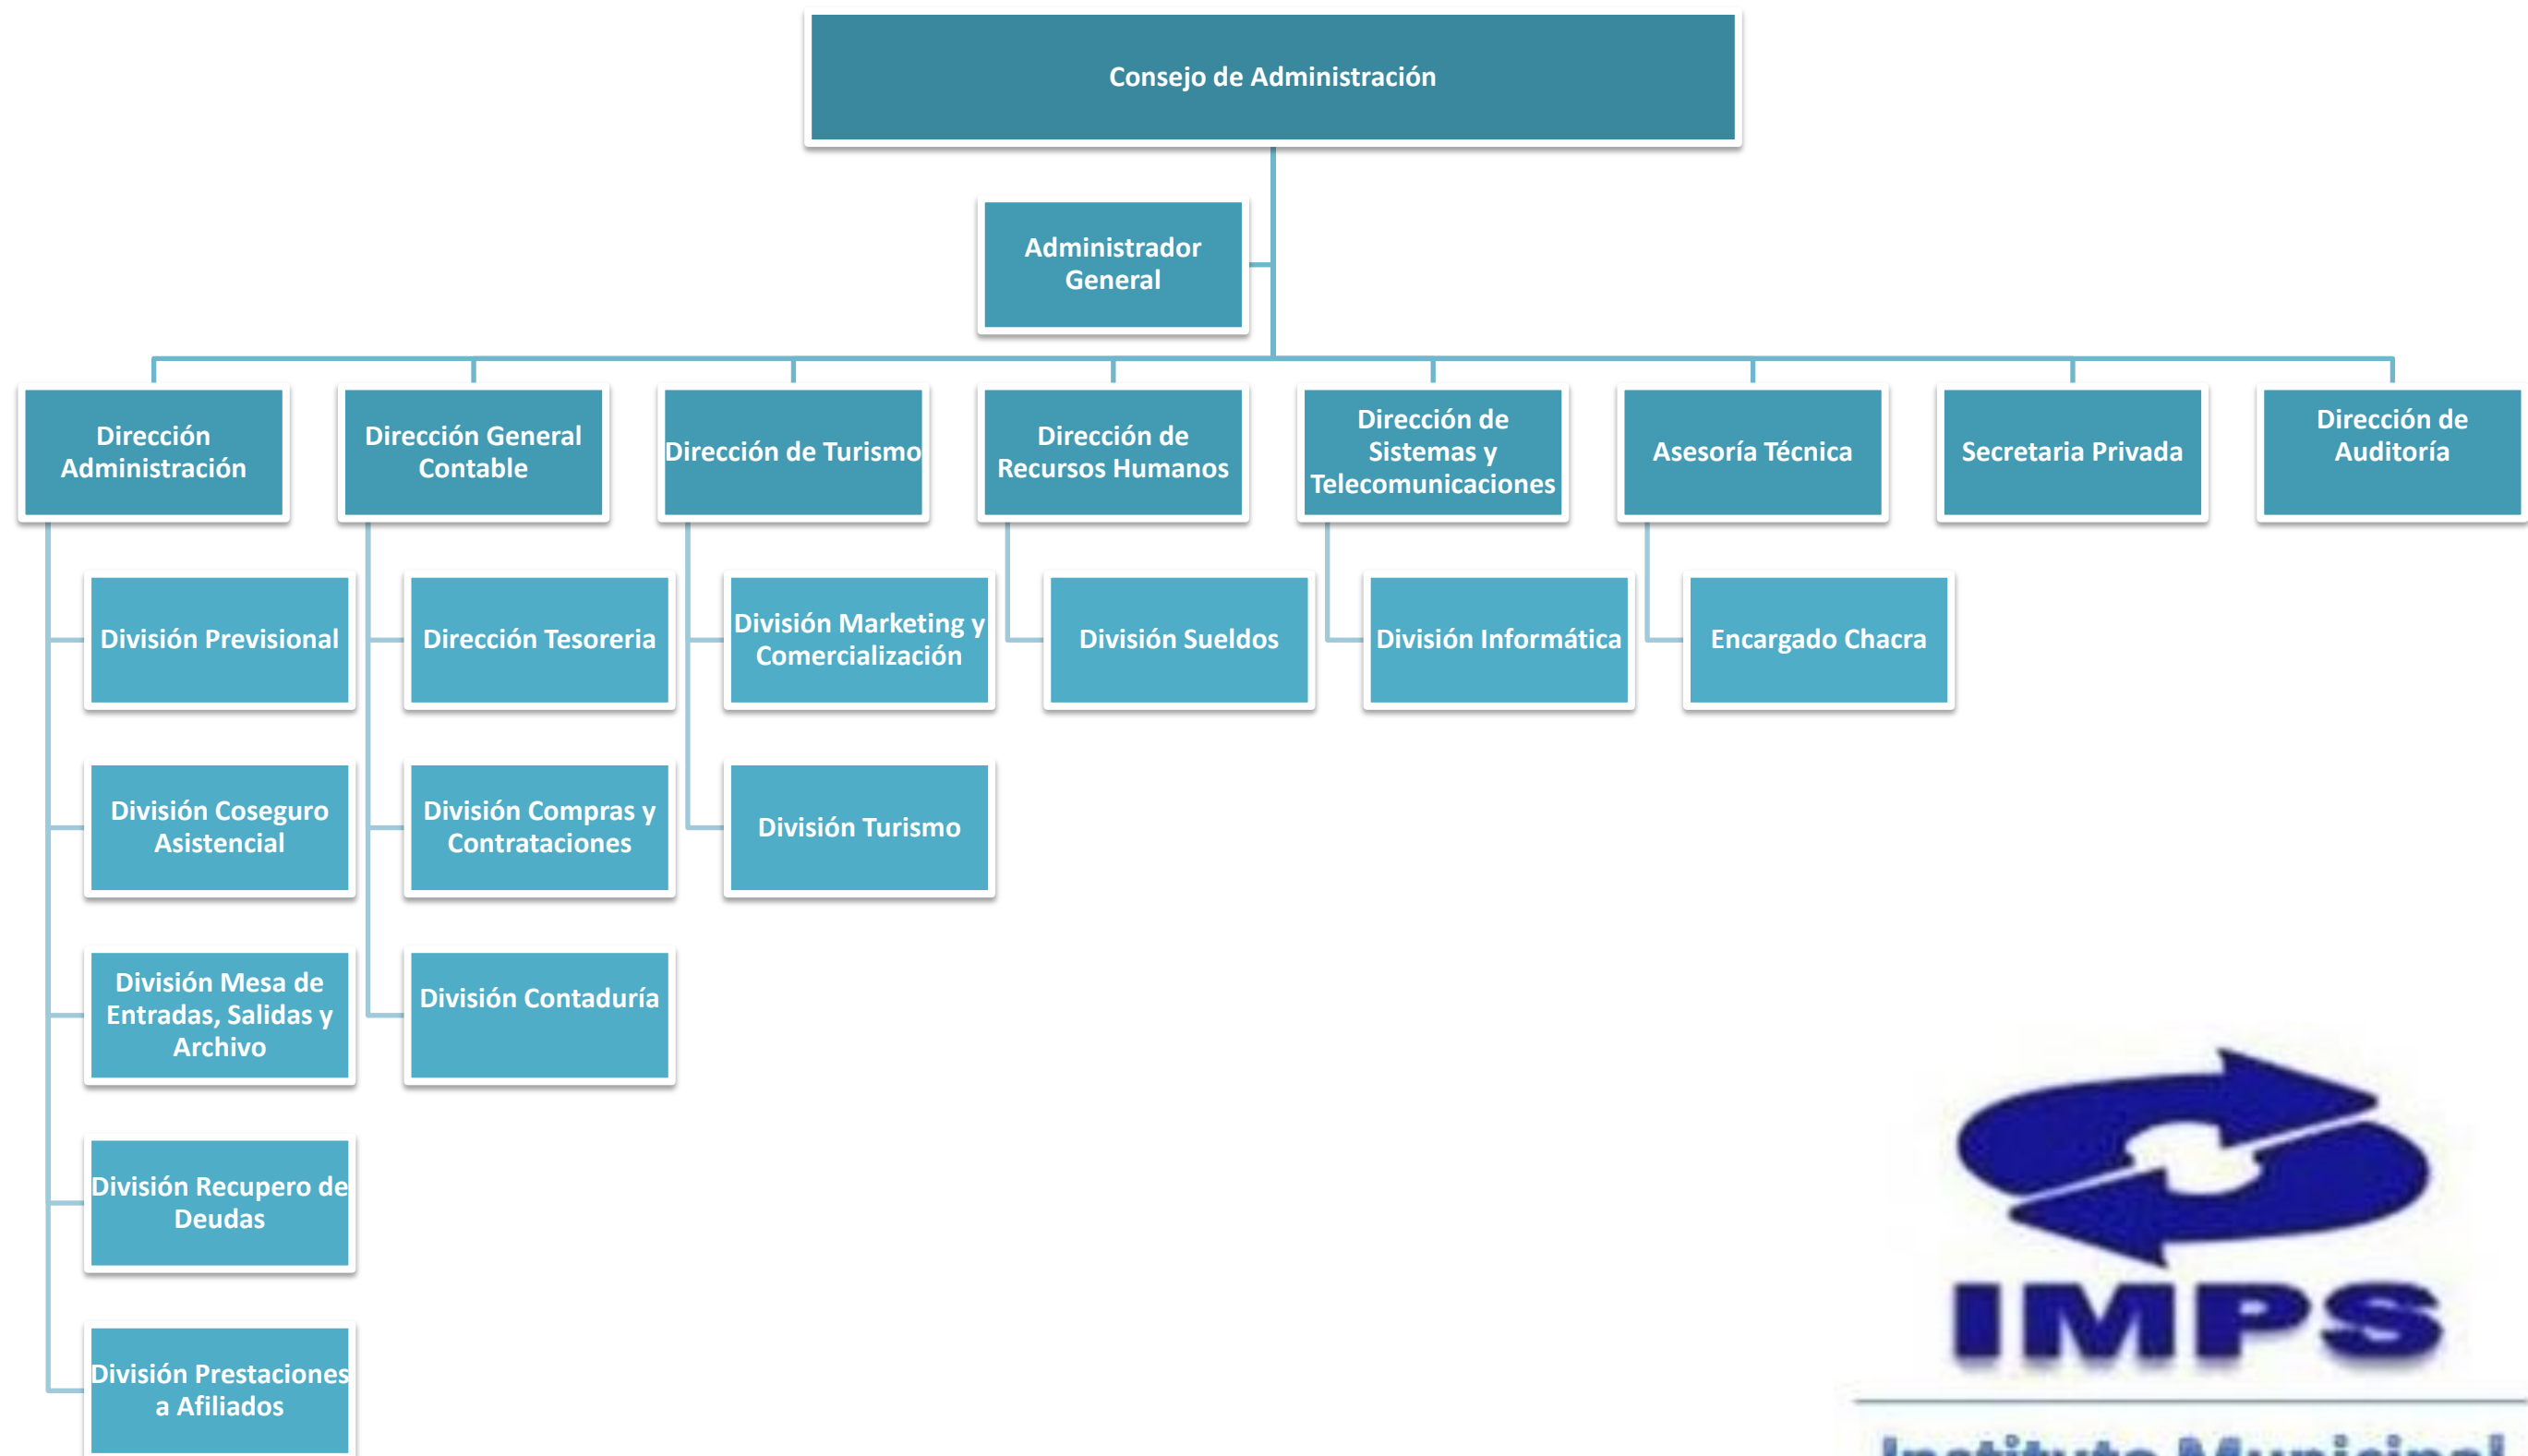 Consejo de Administración
Administrador
General
Dirección
Administración
Dirección General
Contable
Dirección de Turismo
Dirección de
Recursos Humanos
Dirección de
Sistemas y
Telecomunicaciones
Asesoría Técnica
Secretaria Privada
Dirección de
Auditoría
División Previsional
Dirección Tesoreria
División Marketing y
Comercialización
División Sueldos
División Informática
Encargado Chacra
División Coseguro
Asistencial
División Compras y
Contrataciones
División Turismo
División Mesa de
Entradas, Salidas y
Archivo
División Contaduría
División Recupero de
Deudas
División Prestaciones
a Afiliados
IMPS
Instituto Municipal